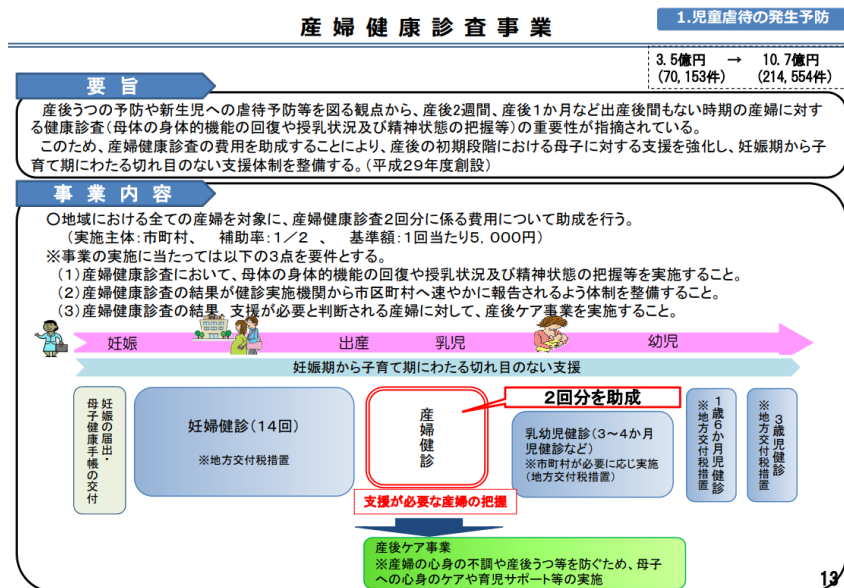 産婦健康診査事業
1.児童虐待の発生予防
3.5億円 → 10.7億円
(70,153件) (214,554件)
要旨
産後うつの予防や新生児への虐待予防等を図る観点から、産後2週間、産後1か月など出産後間もない時期の産婦に対す
る健康診査(母体の身体的機能の回復や授乳状況及び精神状態の把握等)の重要性が指摘されている。
このため、産婦健康診査の費用を助成することにより、産後の初期段階における母子に対する支援を強化し、妊娠期から子
育て期にわたる切れ目のない支援体制を整備する。(平成29年度創設)
事業内容
〇地域における全ての産婦を対象に、産婦健康診査2回分に係る費用について助成を行う。
(実施主体:市町村、 補助率:1/2 、 基準額:1回当たり5,000円)
※事業の実施に当たっては以下の3点を要件とする。
(1)産婦健康診査において、母体の身体的機能の回復や授乳状況及び精神状態の把握等を実施すること。
(2)産婦健康診査の結果が健診実施機関から市区町村へ速やかに報告されるよう体制を整備すること。
(3)産婦健康診査の結果、支援が必要と判断される産婦に対して、産後ケア事業を実施すること。
妊娠 出産 乳児 幼児
妊娠期から子育て期にわたる切れ目のない支援
妊娠の届出・
母子健康手帳の交付
妊婦健診(14回)
※地方交付税措置
産婦健診
2回分を助成
乳幼児健診(3~4か月
児健診など)
※市町村が必要に応じ実施
(地方交付税措置)
1歳6か月児健診
※地方交付税措置
3歳児健診
※地方交付税措置
支援が必要な産婦の把握
産後ケア事業
※産婦の心身の不調や産後うつ等を防ぐため、母子
への心身のケアや育児サポート等の実施
13